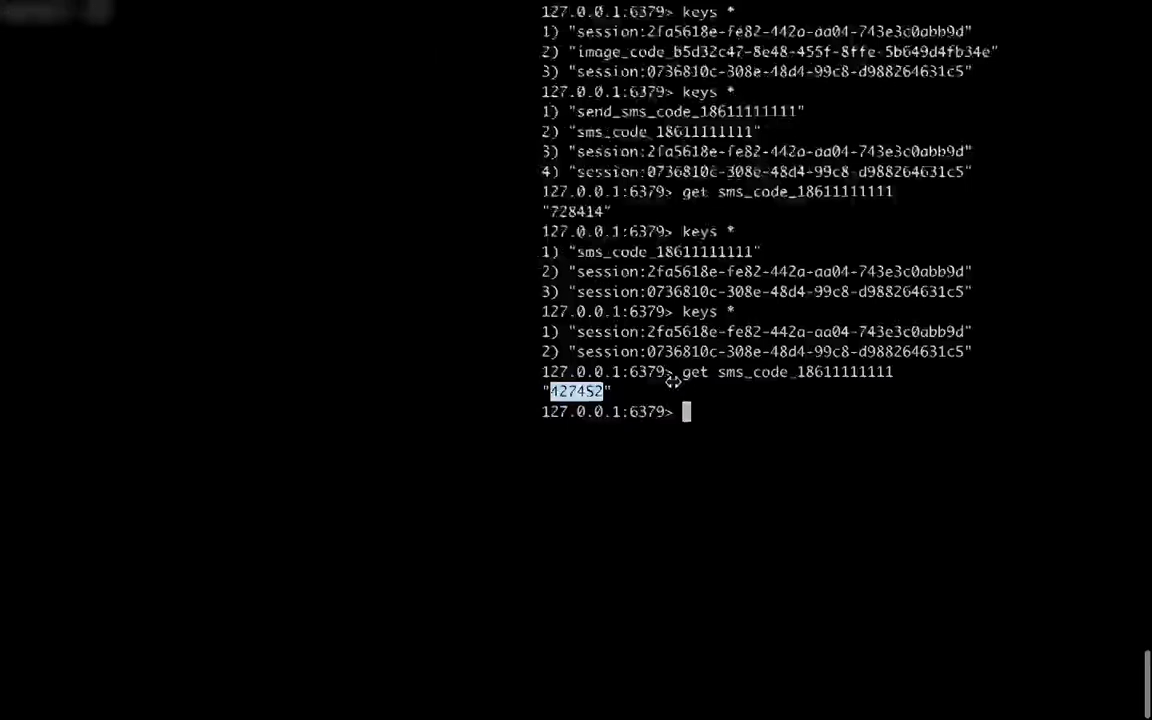 127.0.0.1:6379> keys *
1) "session:2fa5618e-fe82-442a-aa04-743e3c0abb9d"
2) "image_code_b5d32c47-8e48-455f-8ffe-5b649d4fb34e"
3) "session:0736810c-308e-48d4-99c8-d988264631c5"
127.0.0.1:6379> keys *
1) "send_sms_code_18611111111"
2) "sms_code_18611111111"
3) "session:2fa5618e-fe82-442a-aa04-743e3c0abb9d"
4) "session:0736810c-308e-48d4-99c8-d988264631c5"
127.0.0.1:6379> get sms_code_18611111111
"728414"
127.0.0.1:6379> keys *
1) "sms_code_18611111111"
2) "session:2fa5618e-fe82-442a-aa04-743e3c0abb9d"
3) "session:0736810c-308e-48d4-99c8-d988264631c5"
127.0.0.1:6379> keys *
1) "session:2fa5618e-fe82-442a-aa04-743e3c0abb9d"
2) "session:0736810c-308e-48d4-99c8-d988264631c5"
127.0.0.1:6379> get sms_code_18611111111
"427452"
127.0.0.1:6379>